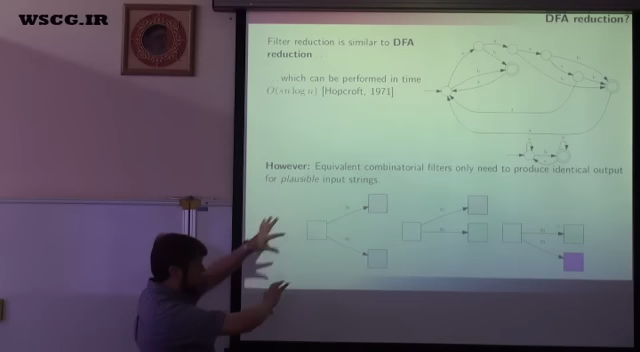 WSCG.IR
DFA reduction?
Filter reduction is similar to DFA
reduction...
... which can be performed in time
[Hopcroft, 1971]
However: Equivalent combinatorial filters only need to produce identical output
for plausible input strings.